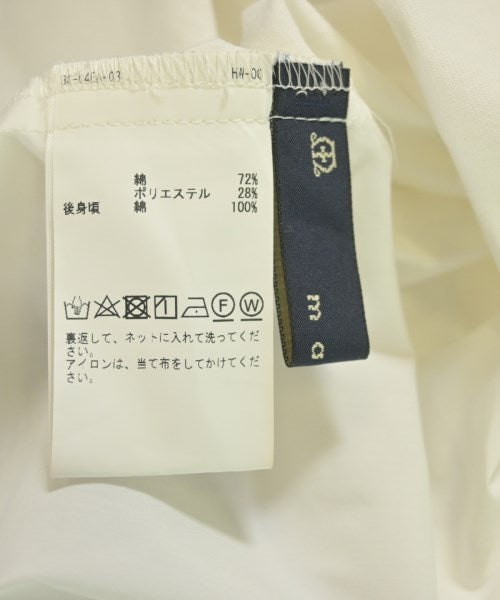 HW-00
綿 72%
ポリエステル 28%
後身頃 綿 100%
F W
裏返して、ネットに入れて洗ってくだ
さい。
アイロンは、当て布をしてかけてください。
m a